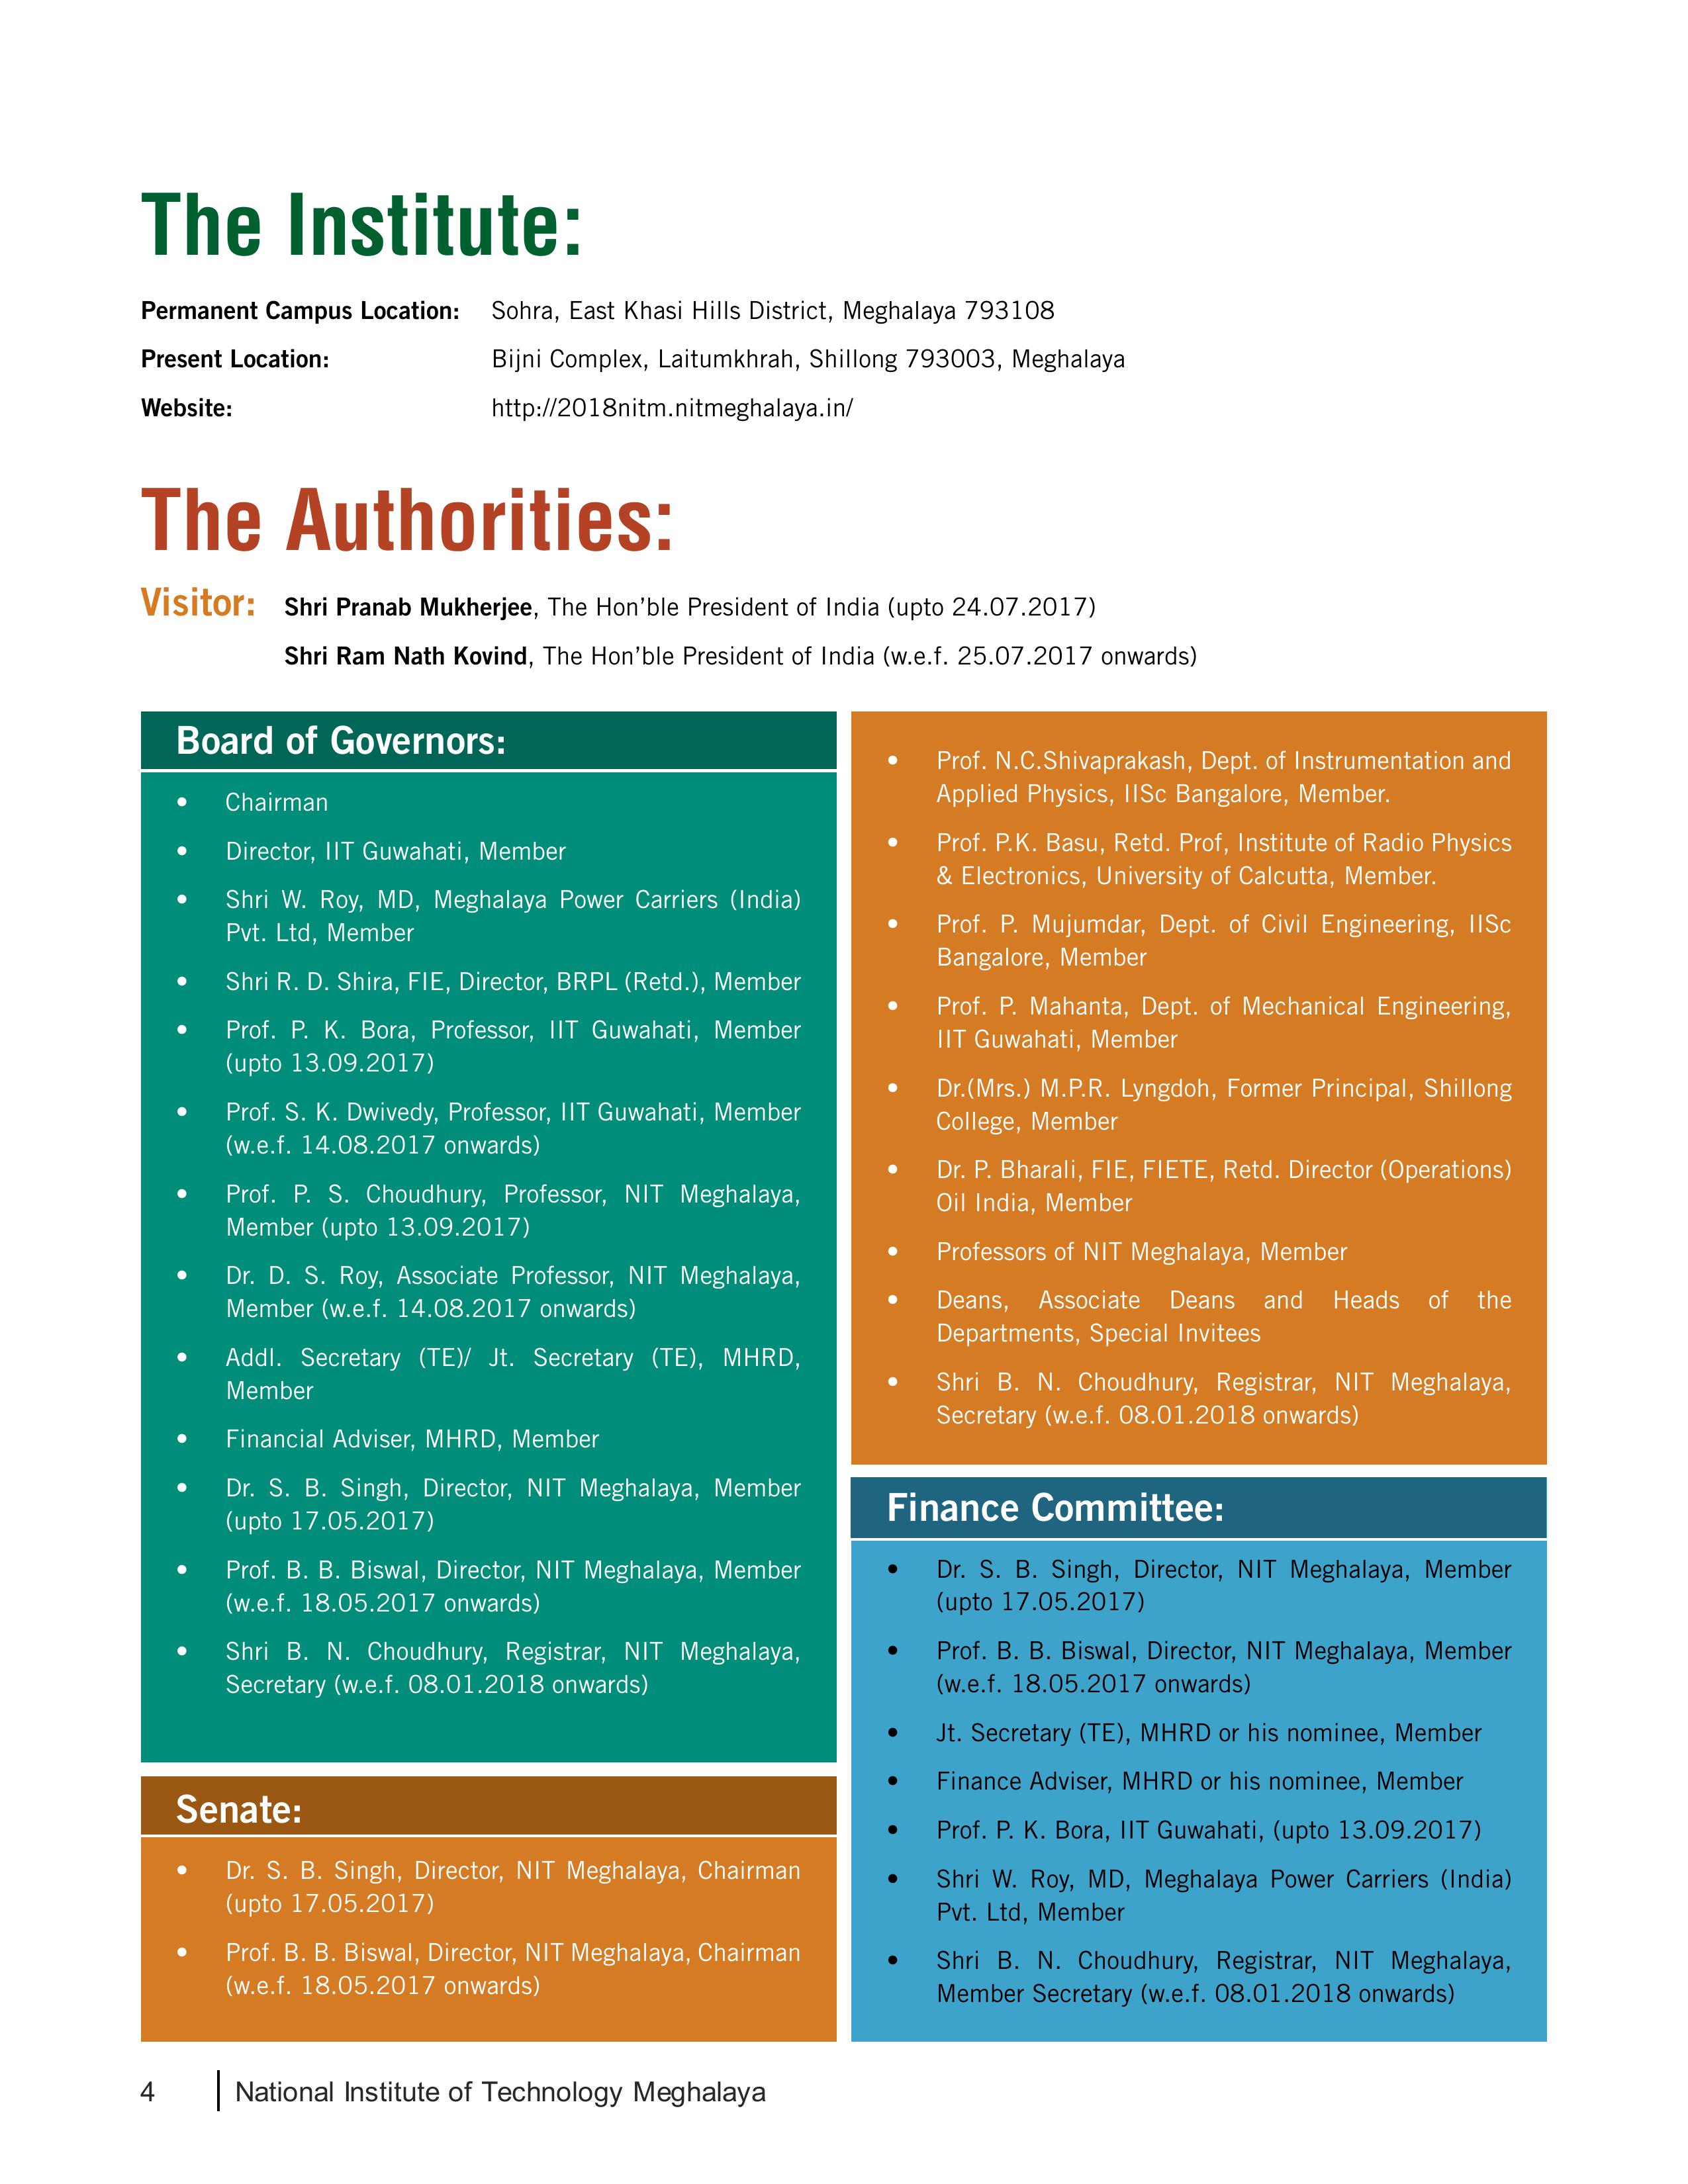 The Institute:
Permanent Campus Location: Sohra, East Khasi Hills District, Meghalaya 793108
Present Location: Bijni Complex, Laitumkhrah, Shillong 793003, Meghalaya
Website: http://2018nitm.nitmeghalaya.in/
The Authorities:
Visitor: Shri Pranab Mukherjee, The Hon’ble President of India (upto 24.07.2017)
Shri Ram Nath Kovind, The Hon’ble President of India (w.e.f. 25.07.2017 onwards)
Board of Governors:
• Chairman
• Director, IIT Guwahati, Member
• Shri W. Roy, MD, Meghalaya Power Carriers (India)
Pvt. Ltd, Member
• Shri R. D. Shira, FIE, Director, BRPL (Retd.), Member
• Prof. P. K. Bora, Professor, IIT Guwahati, Member
(upto 13.09.2017)
• Prof. S. K. Dwivedy, Professor, IIT Guwahati, Member
(w.e.f. 14.08.2017 onwards)
• Prof. P. S. Choudhury, Professor, NIT Meghalaya,
Member (upto 13.09.2017)
• Dr. D. S. Roy, Associate Professor, NIT Meghalaya,
Member (w.e.f. 14.08.2017 onwards)
• Addl. Secretary (TE)/ Jt. Secretary (TE), MHRD,
Member
• Financial Adviser, MHRD, Member
• Dr. S. B. Singh, Director, NIT Meghalaya, Member
(upto 17.05.2017)
• Prof. B. B. Biswal, Director, NIT Meghalaya, Member
(w.e.f. 18.05.2017 onwards)
• Shri B. N. Choudhury, Registrar, NIT Meghalaya,
Secretary (w.e.f. 08.01.2018 onwards)
Senate:
• Dr. S. B. Singh, Director, NIT Meghalaya, Chairman
(upto 17.05.2017)
• Prof. B. B. Biswal, Director, NIT Meghalaya, Chairman
(w.e.f. 18.05.2017 onwards)
• Prof. N.C.Shivaprakash, Dept. of Instrumentation and
Applied Physics, IISc Bangalore, Member.
• Prof. P.K. Basu, Retd. Prof, Institute of Radio Physics
& Electronics, University of Calcutta, Member.
• Prof. P. Mujumdar, Dept. of Civil Engineering, IISc
Bangalore, Member
• Prof. P. Mahanta, Dept. of Mechanical Engineering,
IIT Guwahati, Member
• Dr.(Mrs.) M.P.R. Lyngdoh, Former Principal, Shillong
College, Member
• Dr. P. Bharali, FIE, FIETE, Retd. Director (Operations)
Oil India, Member
• Professors of NIT Meghalaya, Member
• Deans, Associate Deans and Heads of the
Departments, Special Invitees
• Shri B. N. Choudhury, Registrar, NIT Meghalaya,
Secretary (w.e.f. 08.01.2018 onwards)
Finance Committee:
• Dr. S. B. Singh, Director, NIT Meghalaya, Member
(upto 17.05.2017)
• Prof. B. B. Biswal, Director, NIT Meghalaya, Member
(w.e.f. 18.05.2017 onwards)
• Jt. Secretary (TE), MHRD or his nominee, Member
• Finance Adviser, MHRD or his nominee, Member
• Prof. P. K. Bora, IIT Guwahati, (upto 13.09.2017)
• Shri W. Roy, MD, Meghalaya Power Carriers (India)
Pvt. Ltd, Member
• Shri B. N. Choudhury, Registrar, NIT Meghalaya,
Member Secretary (w.e.f. 08.01.2018 onwards)
4 National Institute of Technology Meghalaya